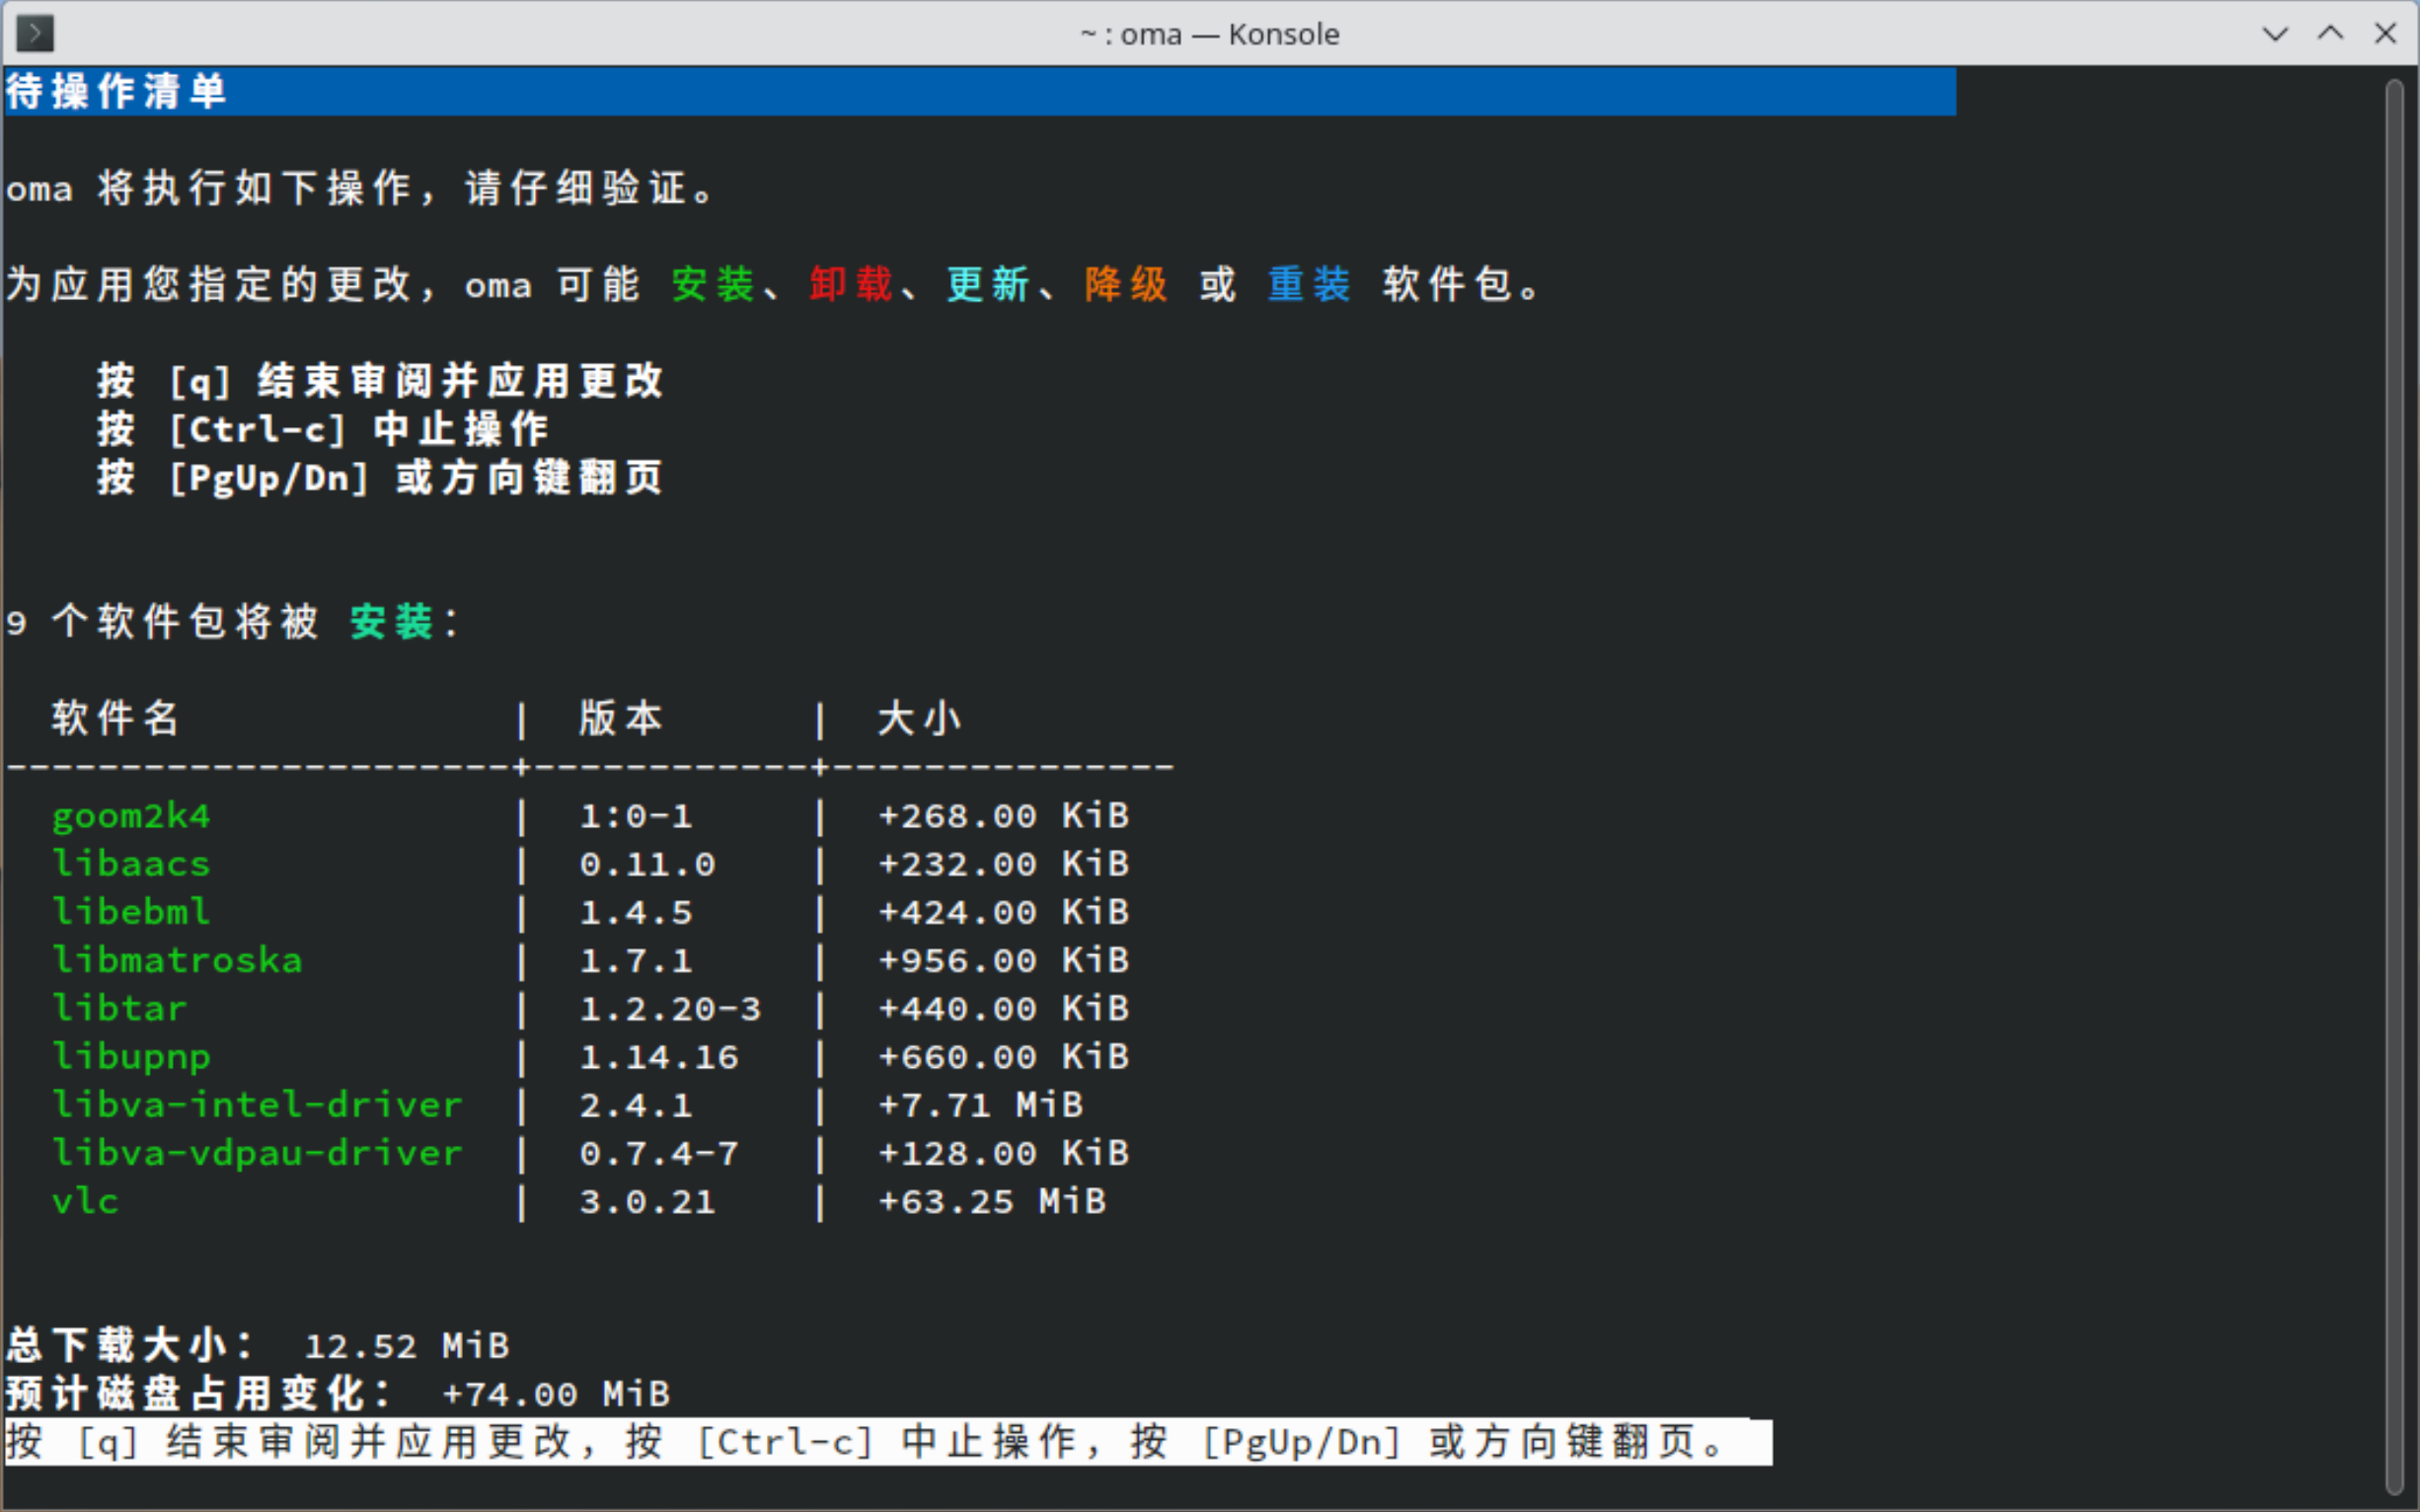 ~ : oma — Konsole
待操作清单
oma 将执行如下操作，请仔细验证。
为应用您指定的更改，oma 可能 安装、卸载、更新、降级 或 重装 软件包。
按 [q] 结束审阅并应用更改
按 [Ctrl-c] 中止操作
按 [PgUp/Dn] 或方向键翻页
9 个软件包将被 安装：
软件名 | 版本 | 大小
----------------------+------------+---------------
goom2k4 | 1:0-1 | +268.00 KiB
libaacs | 0.11.0 | +232.00 KiB
libebml | 1.4.5 | +424.00 KiB
libmatroska | 1.7.1 | +956.00 KiB
libtar | 1.2.20-3 | +440.00 KiB
libupnp | 1.14.16 | +660.00 KiB
libva-intel-driver | 2.4.1 | +7.71 MiB
libva-vdpau-driver | 0.7.4-7 | +128.00 KiB
vlc | 3.0.21 | +63.25 MiB
总下载大小： 12.52 MiB
预计磁盘占用变化： +74.00 MiB
按 [q] 结束审阅并应用更改，按 [Ctrl-c] 中止操作，按 [PgUp/Dn] 或方向键翻页。